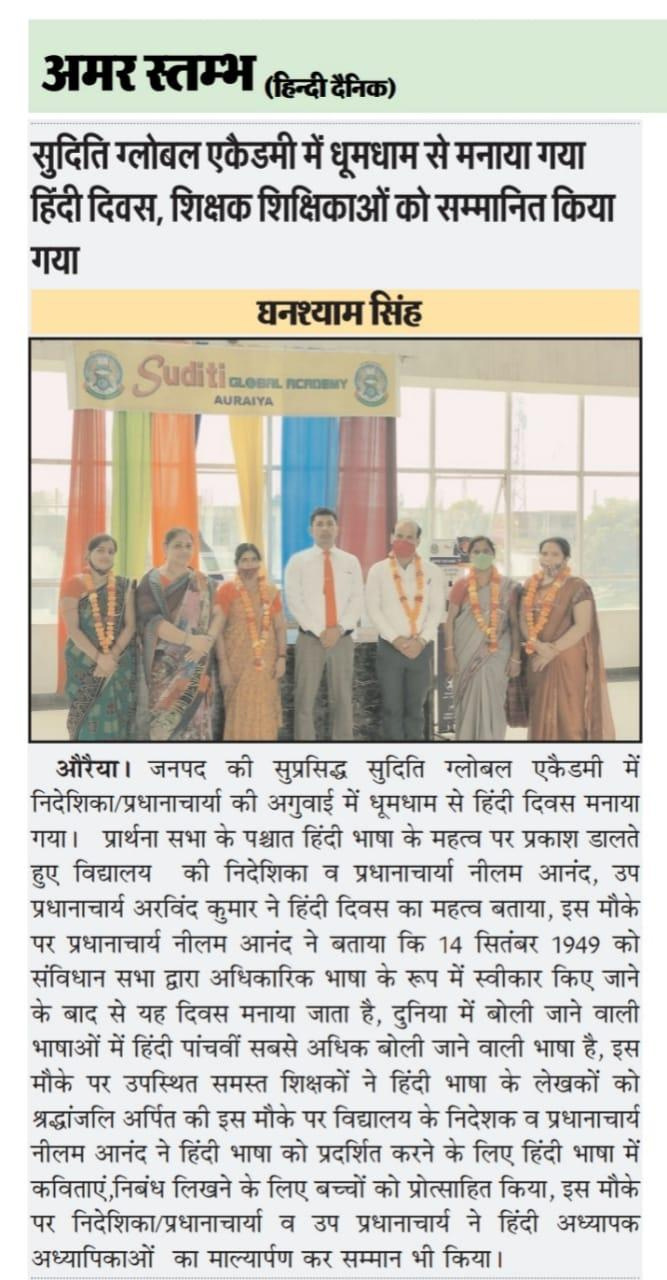 अमर स्तम्भ (हिन्दी दैनिक)
सुदिति ग्लोबल एकैडमी में धूमधाम से मनाया गया
हिंदी दिवस, शिक्षक शिक्षिकाओं को सम्मानित किया
गया
घनश्याम सिंह
Suditi GLOBAL ACADEMY
AURAIYA
औरैया। जनपद की सुप्रसिद्ध सुदिति ग्लोबल एकैडमी में
निदेशिका/प्रधानाचार्या की अगुवाई में धूमधाम से हिंदी दिवस मनाया
गया। प्रार्थना सभा के पश्चात हिंदी भाषा के महत्व पर प्रकाश डालते
हुए विद्यालय की निदेशिका व प्रधानाचार्या नीलम आनंद, उप
प्रधानाचार्य अरविंद कुमार ने हिंदी दिवस का महत्व बताया, इस मौके
पर प्रधानाचार्य नीलम आनंद ने बताया कि 14 सितंबर 1949 को
संविधान सभा द्वारा अधिकारिक भाषा के रूप में स्वीकार किए जाने
के बाद से यह दिवस मनाया जाता है, दुनिया में बोली जाने वाली
भाषाओं में हिंदी पांचवीं सबसे अधिक बोली जाने वाली भाषा है, इस
मौके पर उपस्थित समस्त शिक्षकों ने हिंदी भाषा के लेखकों को
श्रद्धांजलि अर्पित की इस मौके पर विद्यालय के निदेशक व प्रधानाचार्य
नीलम आनंद ने हिंदी भाषा को प्रदर्शित करने के लिए हिंदी भाषा में
कविताएं,निबंध लिखने के लिए बच्चों को प्रोत्साहित किया, इस मौके
पर निदेशिका/प्रधानाचार्या व उप प्रधानाचार्य ने हिंदी अध्यापक
अध्यापिकाओं का माल्यार्पण कर सम्मान भी किया।